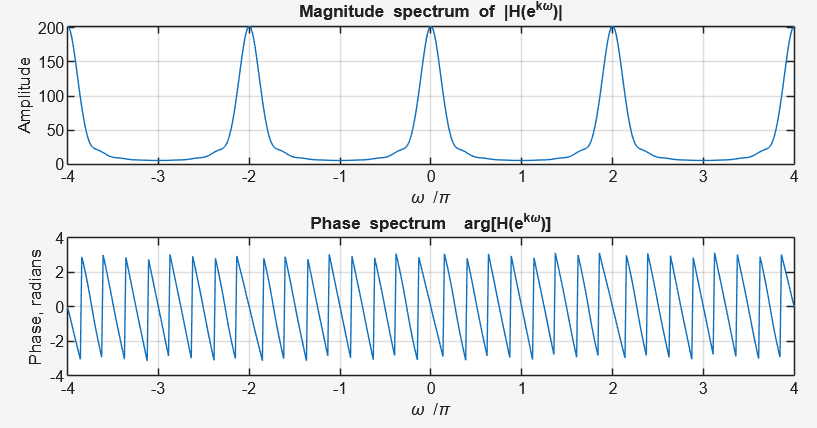 Magnitude spectrum of |H(e^kω)|
200
150
100
50
0
Amplitude
-4 -3 -2 -1 0 1 2 3 4
ω /π
Phase spectrum arg[H(e^kω)]
4
2
0
-2
-4
Phase, radians
-4 -3 -2 -1 0 1 2 3 4
ω /π